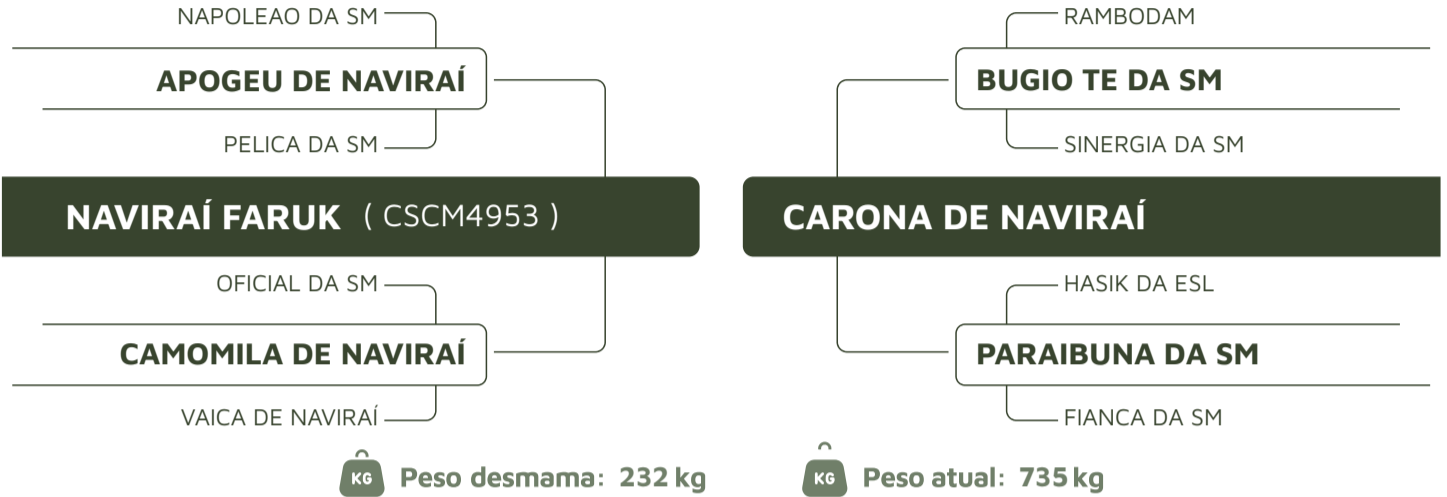 NAPOLEAO DA SM
APOGEU DE NAVIRAÍ
PELICA DA SM
NAVIRAÍ FARUK ( CSCM4953 )
OFICIAL DA SM
CAMOMILA DE NAVIRAÍ
VAICA DE NAVIRAÍ
RAMBODAM
BUGIO TE DA SM
SINERGIA DA SM
CARONA DE NAVIRAÍ
HASIK DA ESL
PARAIBUNA DA SM
FIANCA DA SM
KG Peso desmama: 232 kg
KG Peso atual: 735 kg